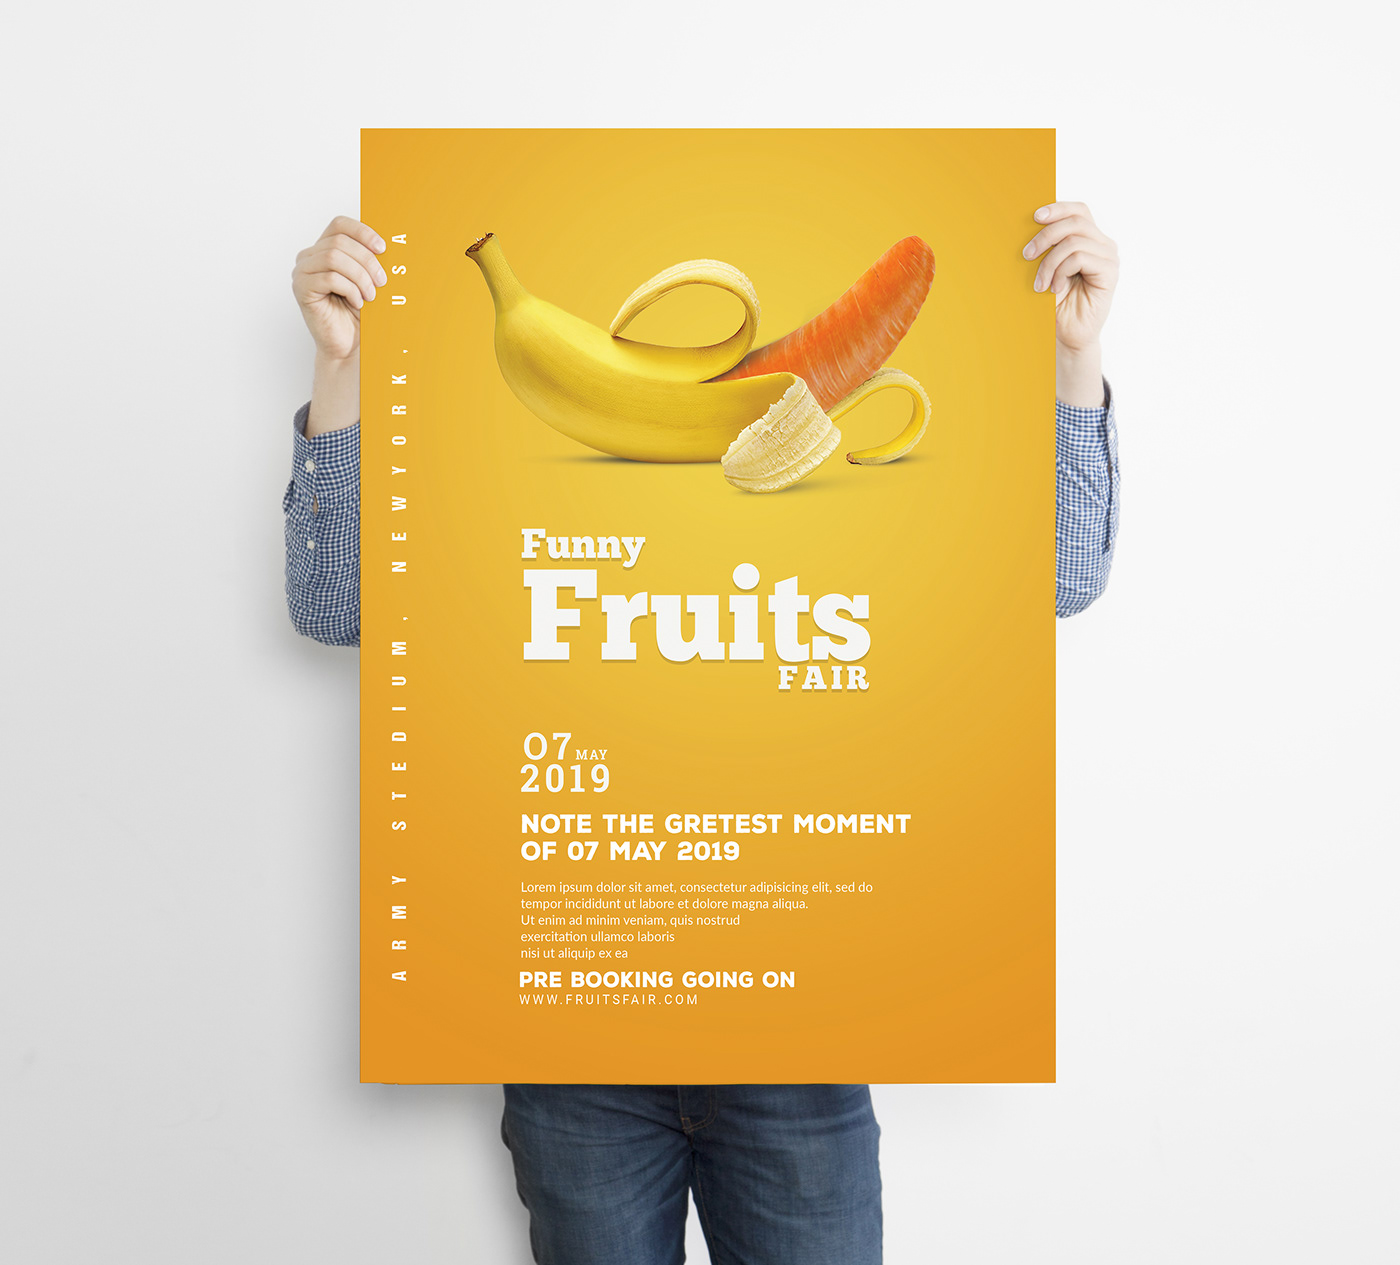 ARMY STEDIUM, NEWYORK, USA
Funny
Fruits
FAIR
07 MAY
2019
NOTE THE GRETEST MOMENT
OF 07 MAY 2019
Lorem ipsum dolor sit amet, consectetur adipisicing elit, sed do
tempor incididunt ut labore et dolore magna aliqua.
Ut enim ad minim veniam, quis nostrud
exercitation ullamco laboris
nisi ut aliquip ex ea
PRE BOOKING GOING ON
WWW.FRUITSFAIR.COM